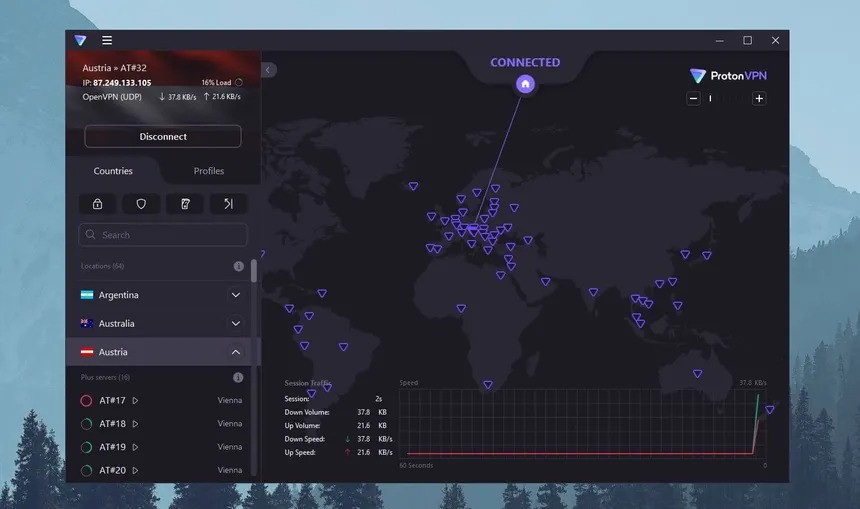 Austria » AT#32
IP: 87.249.133.105
16% Load
OpenVPN (UDP)
↓ 37.8 KB/s
↑ 21.6 KB/s
Disconnect
Countries
Profiles
Search
Locations (64)
Argentina
Australia
Austria
Plus servers (16)
AT#17
Vienna
AT#18
Vienna
AT#19
Vienna
AT#20
Vienna
CONNECTED
ProtonVPN
Session Traffic
Session: 2s
Down Volume: 37.8 KB
Up Volume: 21.6 KB
Down Speed: ↓ 37.8 KB/s
Up Speed: ↑ 21.6 KB/s
Speed
37.8 KB/s
60 Seconds
0